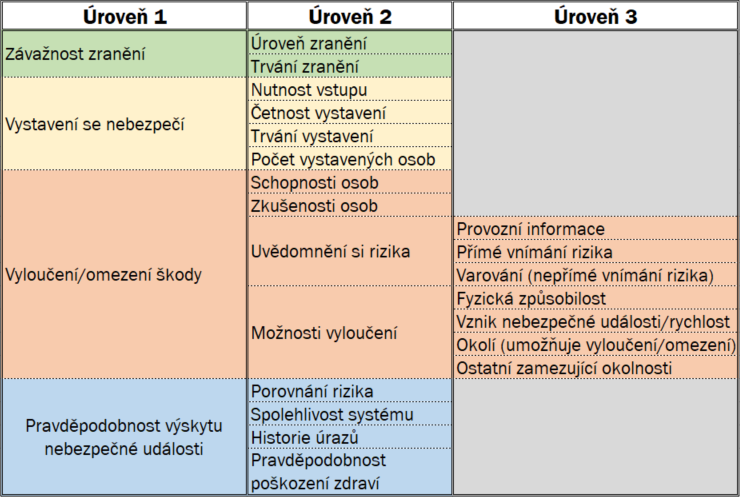 Úroveň 1 Úroveň 2 Úroveň 3
Závažnost zranění
Úroveň zranění
Trvání zranění
Vystavení se nebezpečí
Nutnost vstupu
Četnost vystavení
Trvání vystavení
Počet vystavených osob
Vyloučení/omezení škody
Schopnosti osob
Zkušenosti osob
Uvědomnění si rizika
Provozní informace
Přímé vnímání rizika
Varování (nepřímé vnímání rizika)
Možnosti vyloučení
Fyzická způsobilost
Vznik nebezpečné události/rychlost
Okolí (umožňuje vyloučení/omezení)
Ostatní zamezující okolnosti
Pravděpodobnost výskytu
nebezpečné události
Porovnání rizika
Spolehlivost systému
Historie úrazů
Pravděpodobnost
poškození zdraví